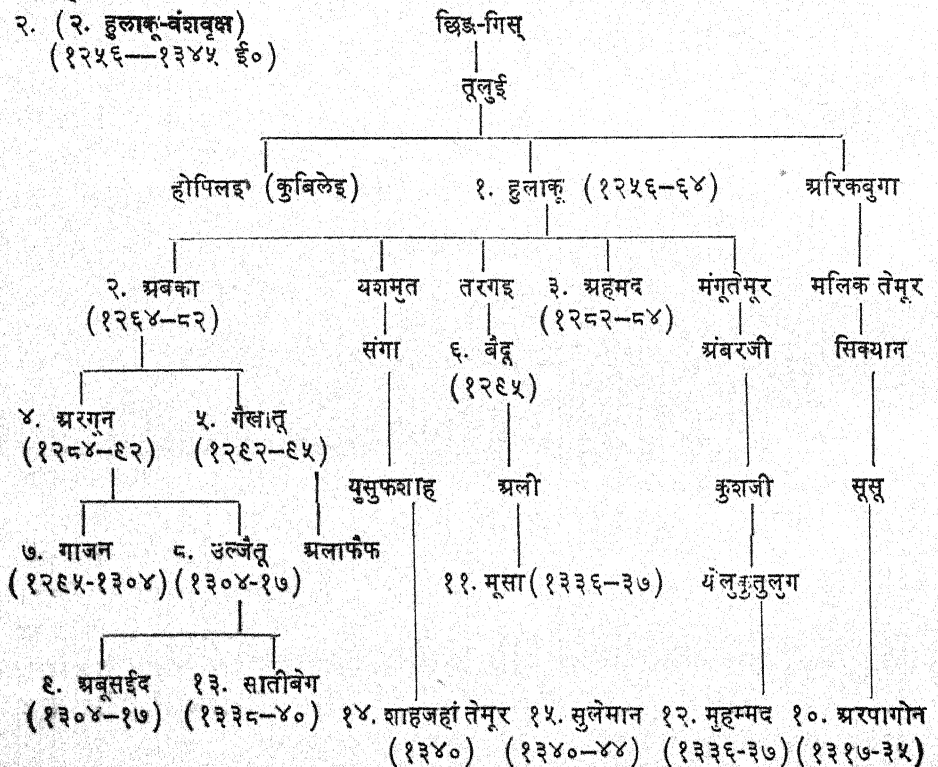 २. (२. हुलाकू-वंशवृक्ष) छिङ-गिस्
(१२५६—१३४५ ई०)
तूलुई
होपिलइ (कुबिलेइ) १. हुलाकू (१२५६–६४) अरिकबुगा
२. अबका यशमुत तरगइ ३. अहमद मंगूतेमूर मलिक तेमूर
(१२६४–८२) (१२८२–८४)
संगा ६. बैदू अंबरजी सिक्थान
(१२९५)
४. अरगून ५. गैखातू
(१२८४–९२) (१२९२–९५)
युसुफशाह अली कुशजी सूसू
७. गाजन ८. उल्जैतू अलाफैफ
(१२९५-१३०४) (१३०४-१७) ११. मूसा (१३३६–३७) येलुकुतुलुग
९. अबूसईद १३. सातीबेग
(१३०४–१७) (१३३८–४०) १४. शाहजहां तेमूर १५. सुलेमान १२. मुहम्मद १०. अरपागोन
(१३४०) (१३४०–४४) (१३३६-३७) (१३१७-३५)